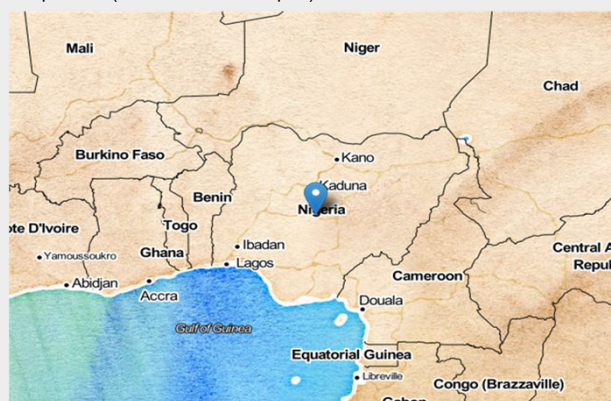 Mali
Niger
Chad
Burkino Faso
Kano
Kaduna
Benin
Nigeria
Togo
ote D'Ivoire
Ghana
Ibadan
Yamoussoukro
Lagos
Central A
Repul
Cameroon
Abidjan
Accra
Douala
Gulf of Guinea
Equatorial Guinea
Libreville
Congo (Brazzaville)